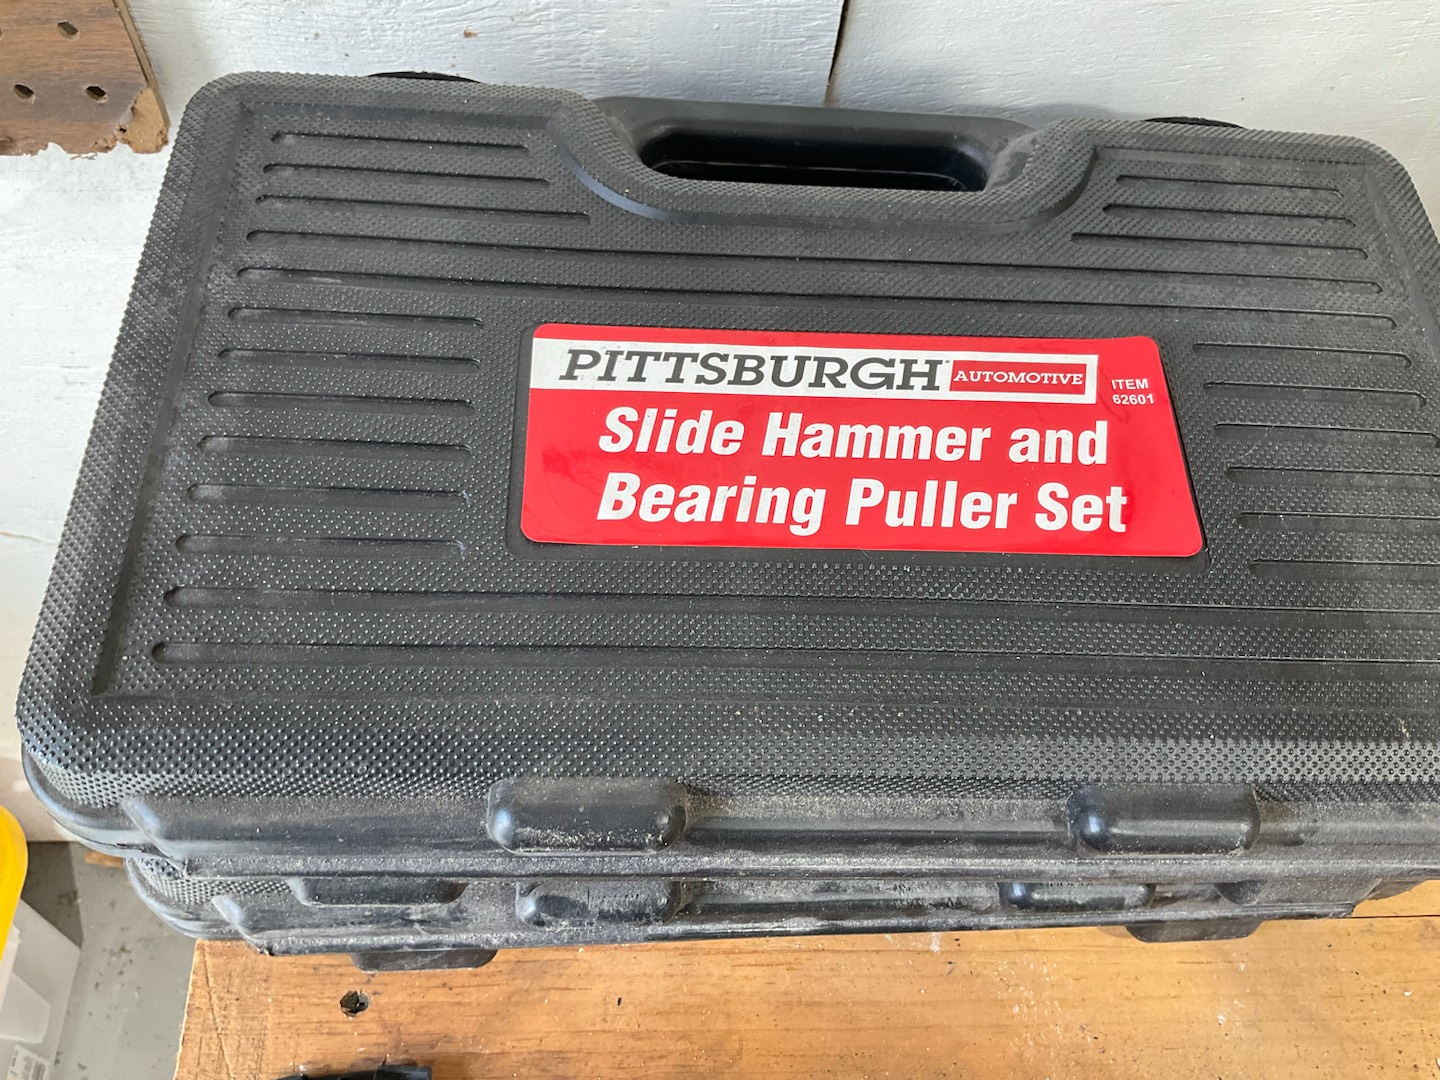 PITTSBURGH AUTOMOTIVE
ITEM
62601
Slide Hammer and
Bearing Puller Set